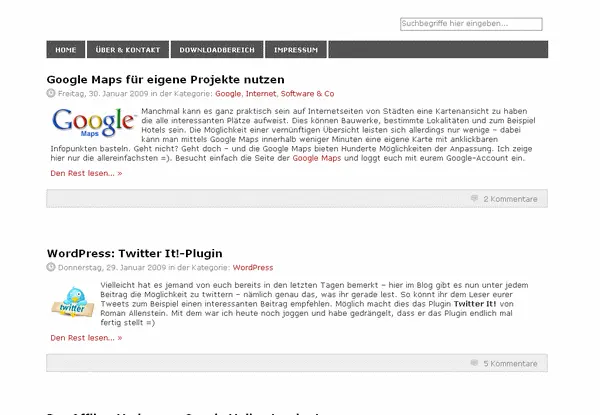 Suchbegriffe hier eingeben...
HOME ÜBER & KONTAKT DOWNLOADBEREICH IMPRESSUM
Google Maps für eigene Projekte nutzen
Freitag, 30. Januar 2009 in der Kategorie: Google, Internet, Software & Co
Google Maps
Manchmal kann es ganz praktisch sein auf Internetseiten von Städten eine Kartenansicht zu haben
die alle interessanten Plätze aufweist. Dies können Bauwerke, bestimmte Lokalitäten und zum Beispiel
Hotels sein. Die Möglichkeit einer vernünftigen Übersicht leisten sich allerdings nur wenige – dabei
kann man mittels Google Maps innerhalb weniger Minuten eine eigene Karte mit anklickbaren
Infopunkten basteln. Geht nicht? Geht doch – und die Google Maps bieten Hunderte Möglichkeiten der Anpassung. Ich zeige
hier nur die allereinfachsten =). Besucht einfach die Seite der Google Maps und loggt euch mit eurem Google-Account ein.
Den Rest lesen... »
2 Kommentare
WordPress: Twitter It!-Plugin
Donnerstag, 29. Januar 2009 in der Kategorie: WordPress
twitter
Vielleicht hat es jemand von euch bereits in den letzten Tagen bemerkt – hier im Blog gibt es nun unter jedem
Beitrag die Möglichkeit zu twittern – nämlich genau das, was ihr gerade lest. So könnt ihr dem Leser eurer
Tweets zum Beispiel einen interessanten Beitrag empfehlen. Möglich macht dies das Plugin Twitter It! von
Roman Allenstein. Mit dem war ich heute noch joggen und habe gedrängelt, dass er das Plugin endlich mal
fertig stellt =)
Den Rest lesen... »
5 Kommentare